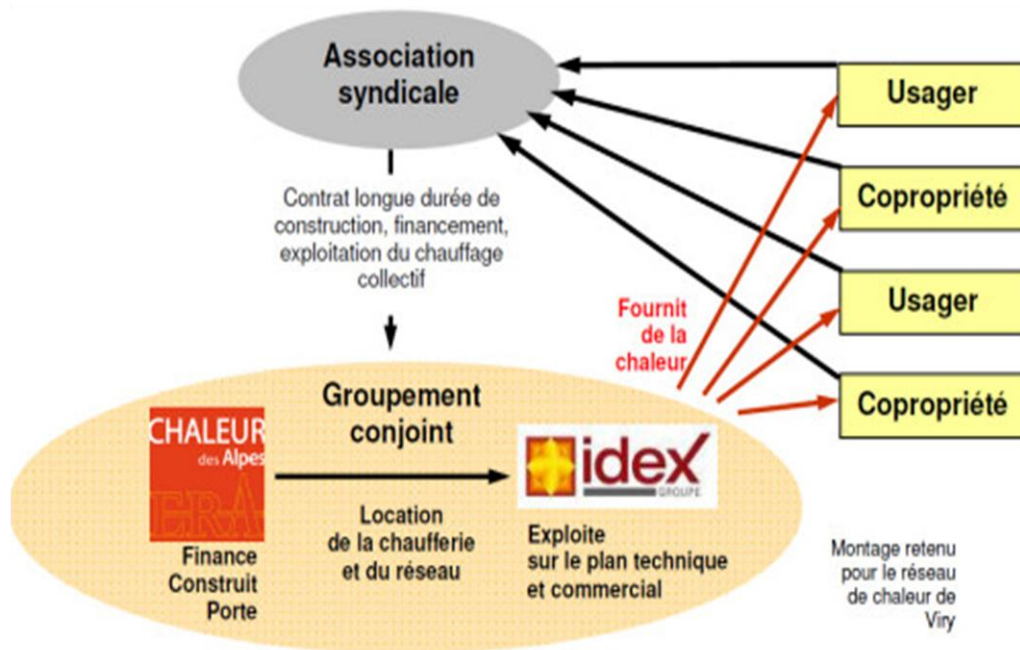 Association
syndicale
Usager
Copropriété
Usager
Copropriété
Contrat longue durée de
construction, financement,
exploitation du chauffage
collectif
Fournit
de la
chaleur
Groupement
conjoint
CHALEUR
des Alpes
ERA
Finance
Construit
Porte
Location
de la chaufferie
et du réseau
idex
GROUPE
Exploite
sur le plan technique
et commercial
Montage retenu
pour le réseau
de chaleur de
Viry